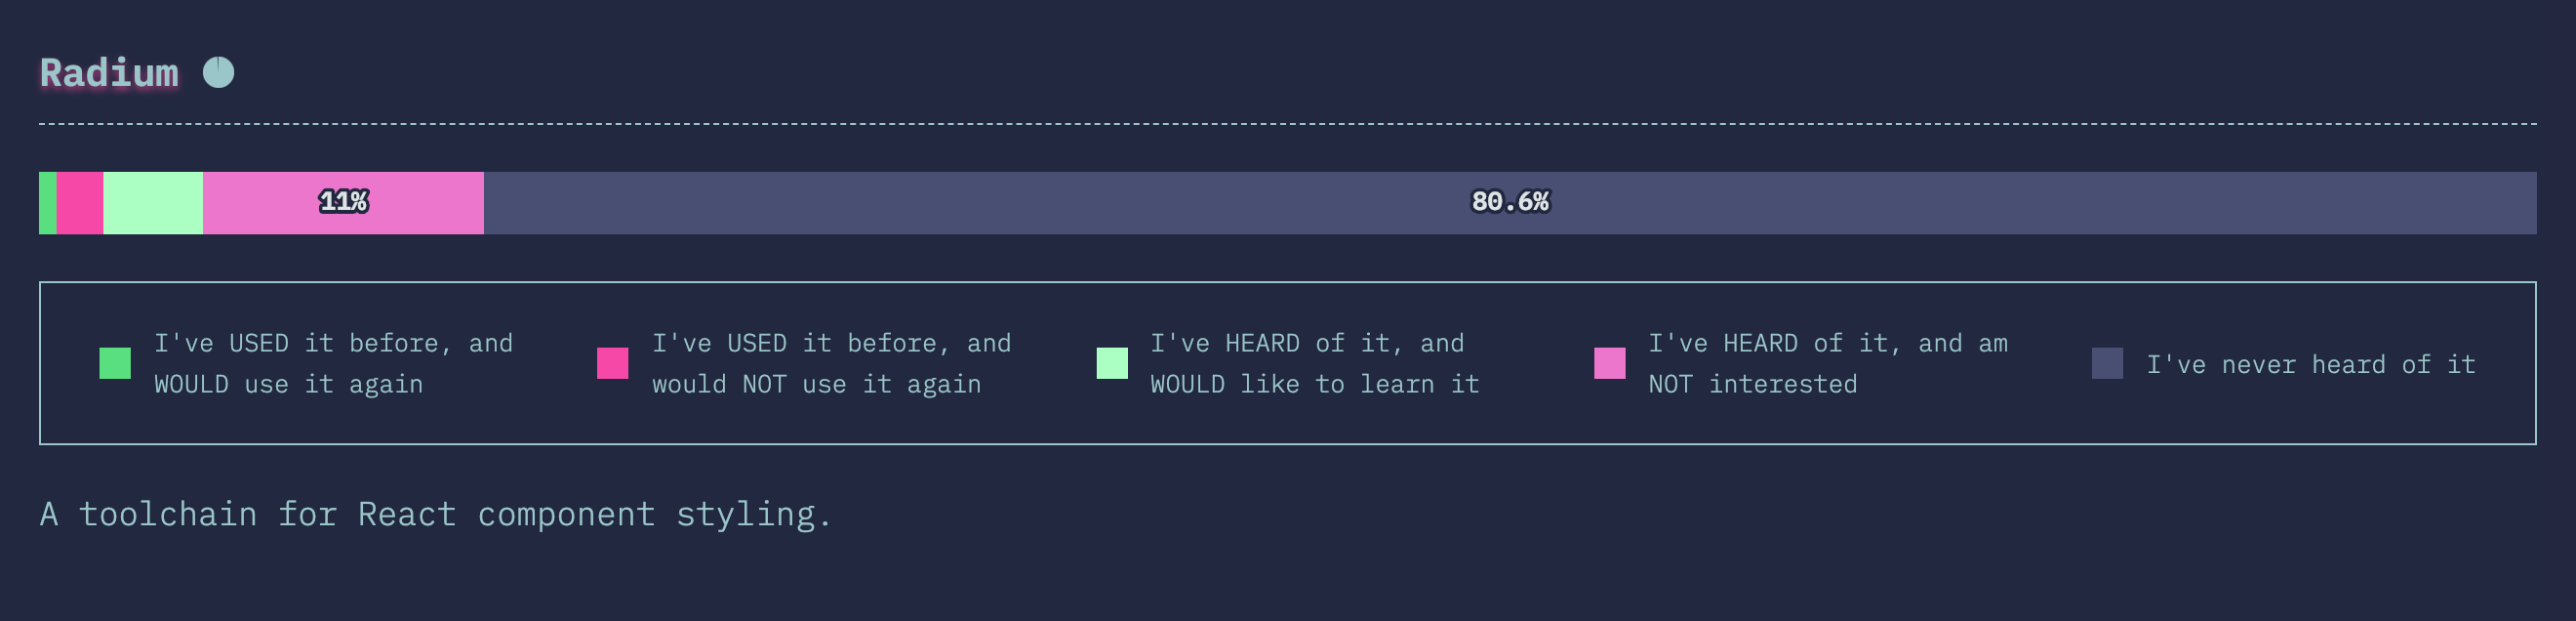 Radium
11%
80.6%
I've USED it before, and
WOULD use it again
I've USED it before, and
would NOT use it again
I've HEARD of it, and
WOULD like to learn it
I've HEARD of it, and am
NOT interested
I've never heard of it
A toolchain for React component styling.